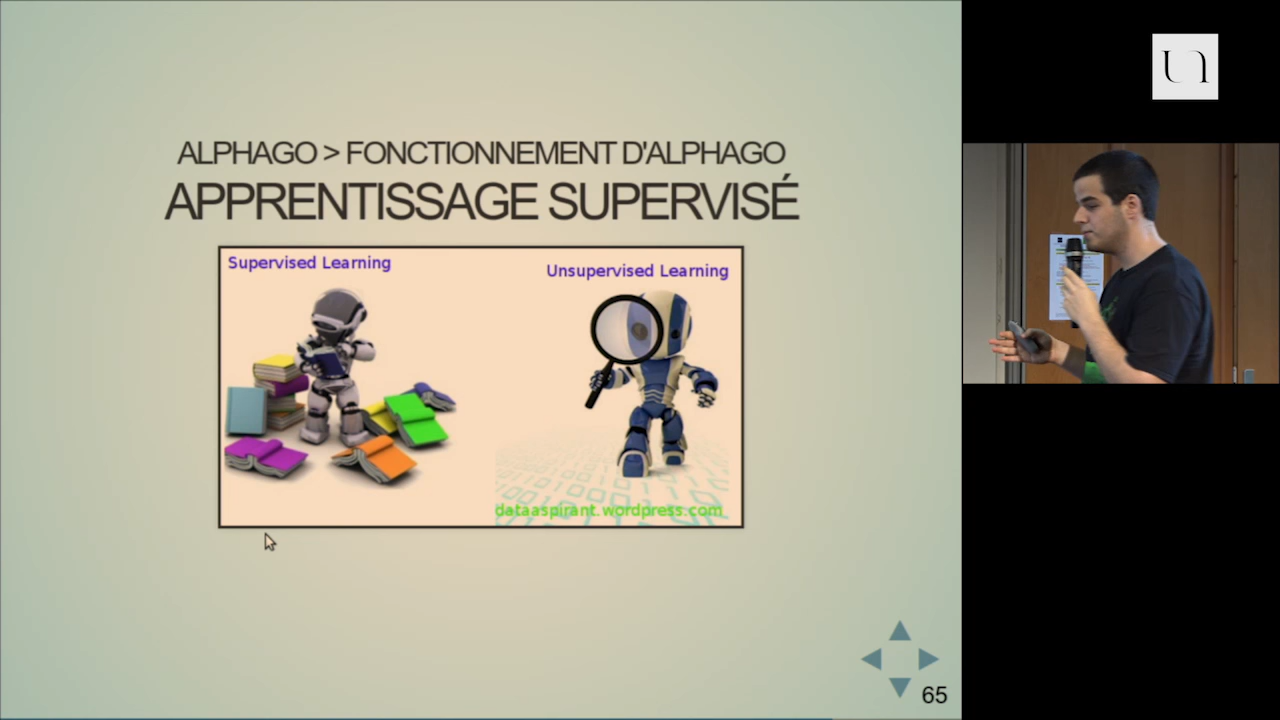 ALPHAGO > FONCTIONNEMENT D'ALPHAGO
APPRENTISSAGE SUPERVISÉ
Supervised Learning
Unsupervised Learning
dataaspirant.wordpress.com
65